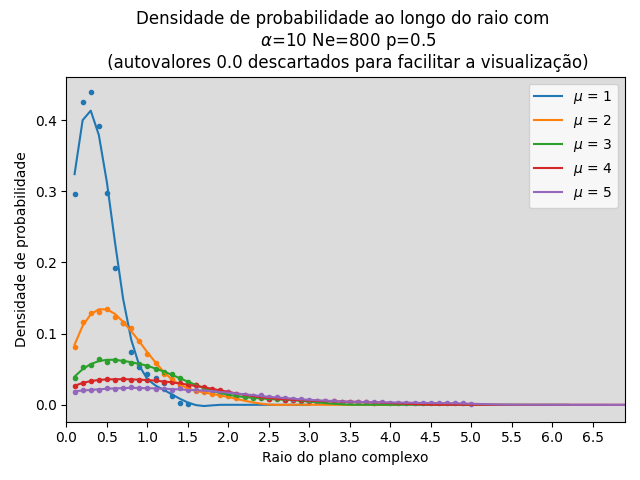 Densidade de probabilidade ao longo do raio com
α=10 Ne=800 p=0.5
(autovalores 0.0 descartados para facilitar a visualização)
μ = 1
μ = 2
μ = 3
μ = 4
μ = 5
Densidade de probabilidade
0.4
0.3
0.2
0.1
0.0
0.0 0.5 1.0 1.5 2.0 2.5 3.0 3.5 4.0 4.5 5.0 5.5 6.0 6.5
Raio do plano complexo